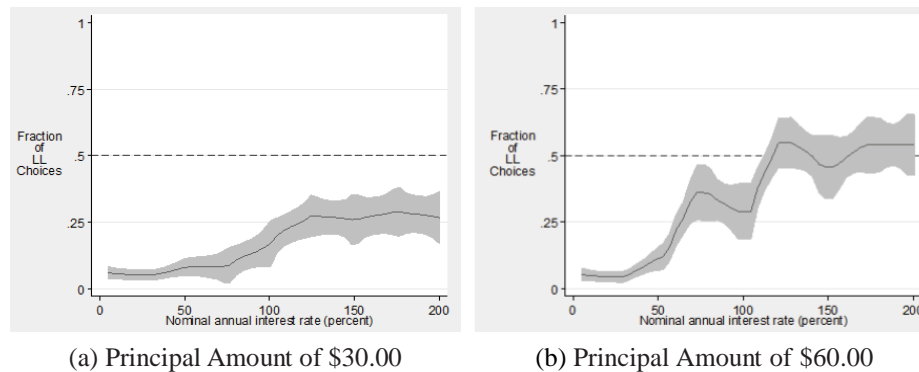 1
.75
Fraction
of
LL
Choices
.5
.25
0
0 50 100 150 200
Nominal annual interest rate (percent)
(a) Principal Amount of $30.00
1
.75
Fraction
of
LL
Choices
.5
.25
0
0 50 100 150 200
Nominal annual interest rate (percent)
(b) Principal Amount of $60.00